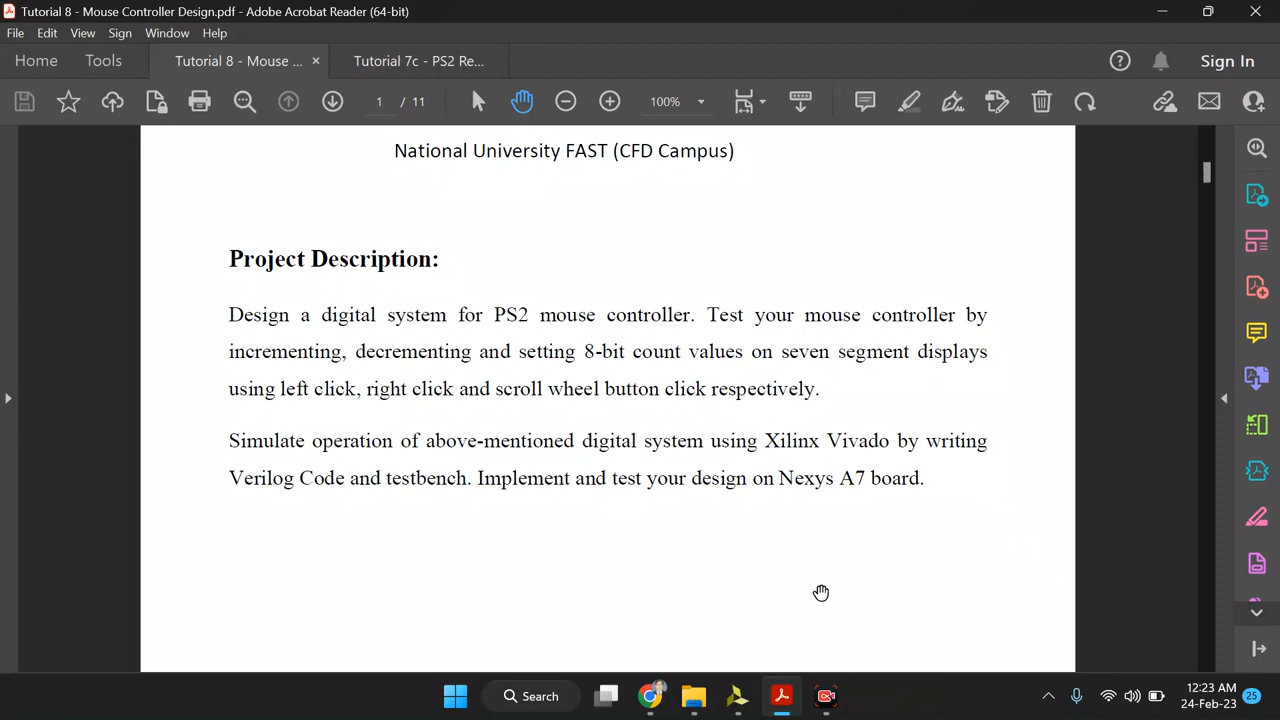 Tutorial 8 - Mouse Controller Design.pdf - Adobe Acrobat Reader (64-bit)
File Edit View Sign Window Help
Home Tools Tutorial 8 - Mouse ... × Tutorial 7c - PS2 Re... Sign In
1 / 11 100%
National University FAST (CFD Campus)
Project Description:
Design a digital system for PS2 mouse controller. Test your mouse controller by
incrementing, decrementing and setting 8-bit count values on seven segment displays
using left click, right click and scroll wheel button click respectively.
Simulate operation of above-mentioned digital system using Xilinx Vivado by writing
Verilog Code and testbench. Implement and test your design on Nexys A7 board.
Search
12:23 AM
24-Feb-23
25